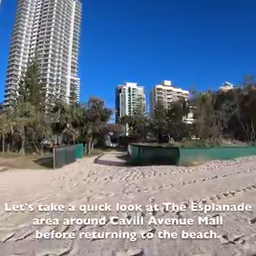 Let's take a quick look at The Esplanade
area around Cavill Avenue Mall
before returning to the beach.